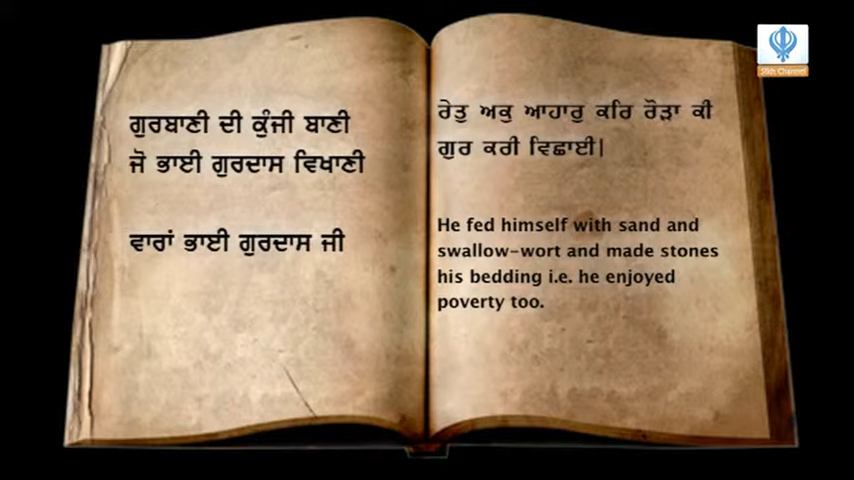 ਗੁਰਬਾਣੀ ਦੀ ਕੁੰਜੀ ਬਾਣੀ
ਜੋ ਭਾਈ ਗੁਰਦਾਸ ਵਿਖਾਣੀ
ਵਾਰਾਂ ਭਾਈ ਗੁਰਦਾਸ ਜੀ
ਰੇਤੁ ਅਕੁ ਆਹਾਰੁ ਕਰਿ ਰੋੜਾ ਕੀ
ਗੁਰ ਕਰੀ ਵਿਛਾਈ|
He fed himself with sand and
swallow-wort and made stones
his bedding i.e. he enjoyed
poverty too.
Sikh Channel